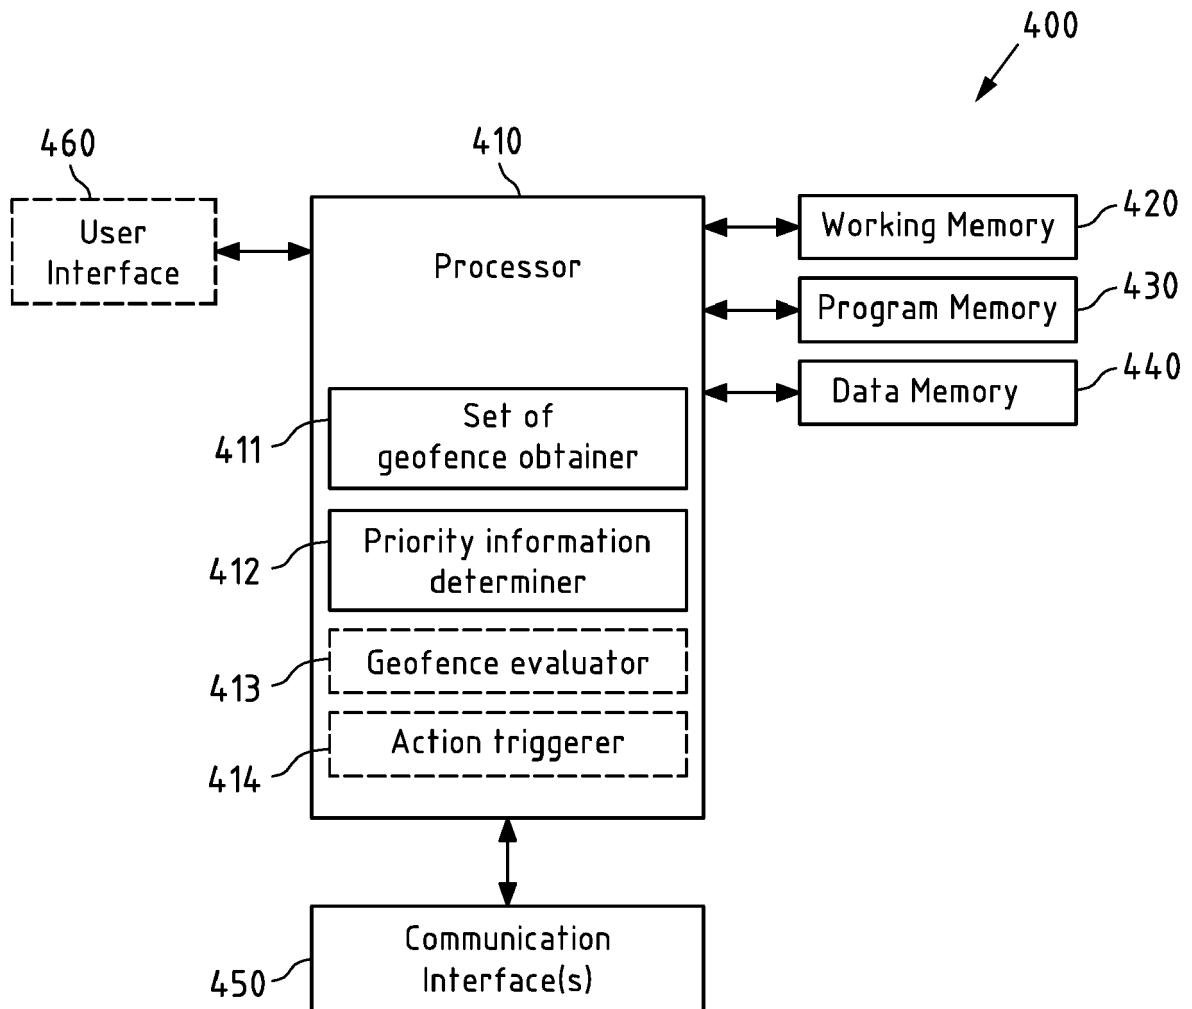 400
460
410
User
Interface
Processor
Working Memory
420
Program Memory
430
Data Memory
440
411
Set of
geofence obtainer
412
Priority information
determiner
413
Geofence evaluator
414
Action triggerer
450
Communication
Interface(s)